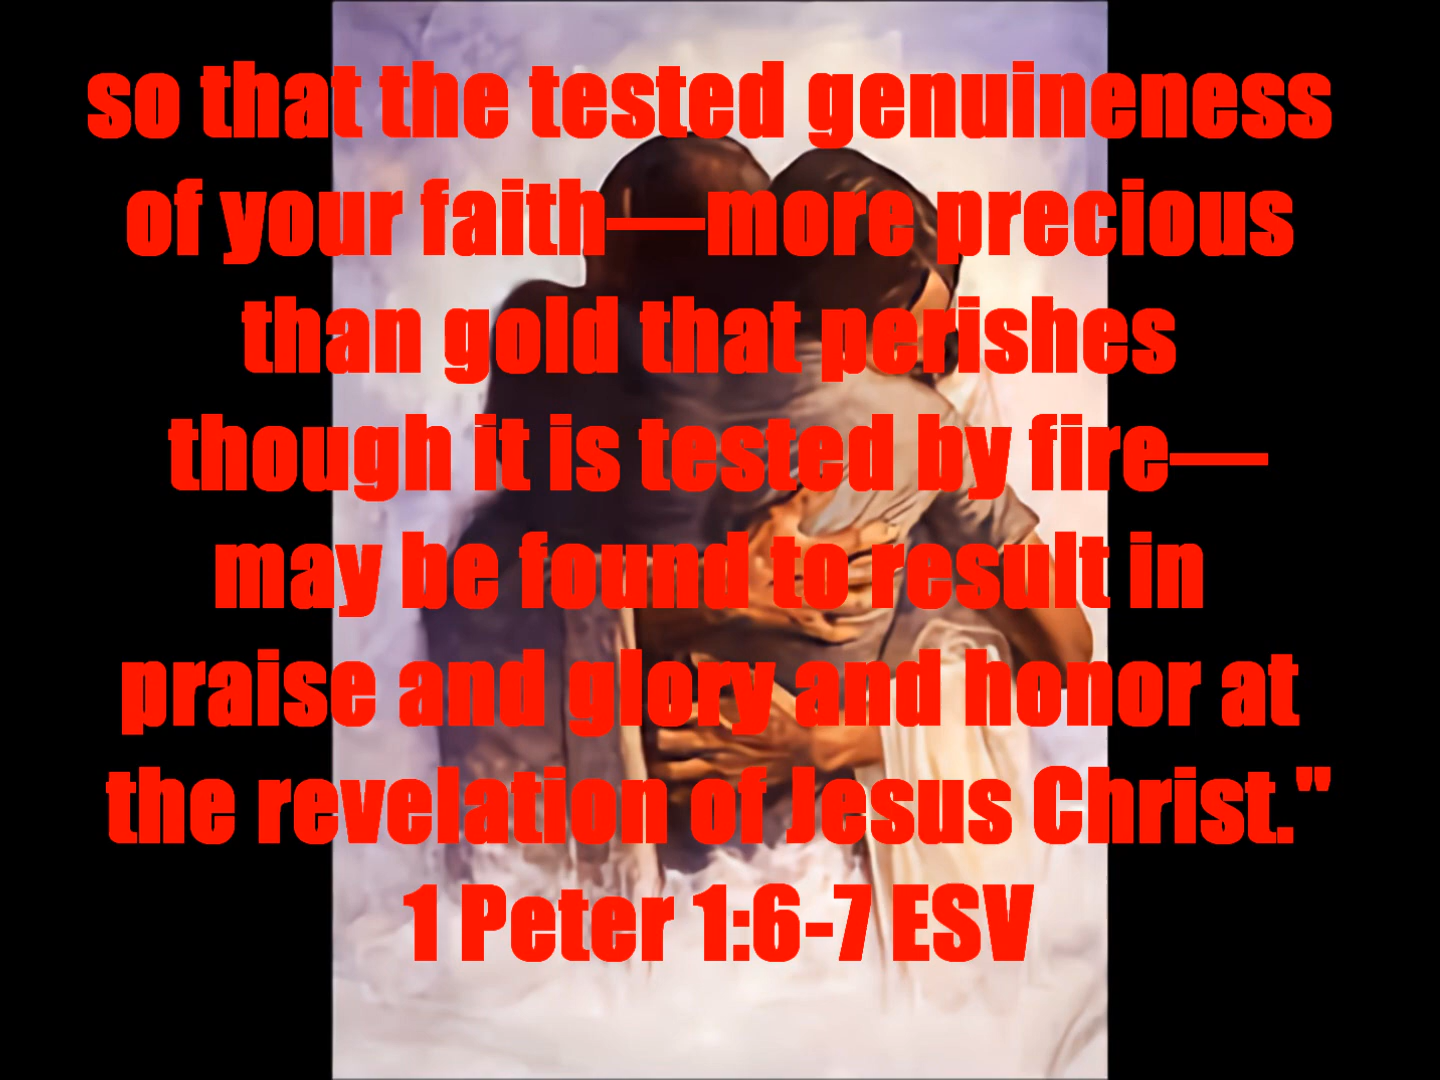 so that the tested genuineness
of your faith—more precious
than gold that perishes
though it is tested by fire—
may be found to result in
praise and glory and honor at
the revelation of Jesus Christ."
1 Peter 1:6-7 ESV